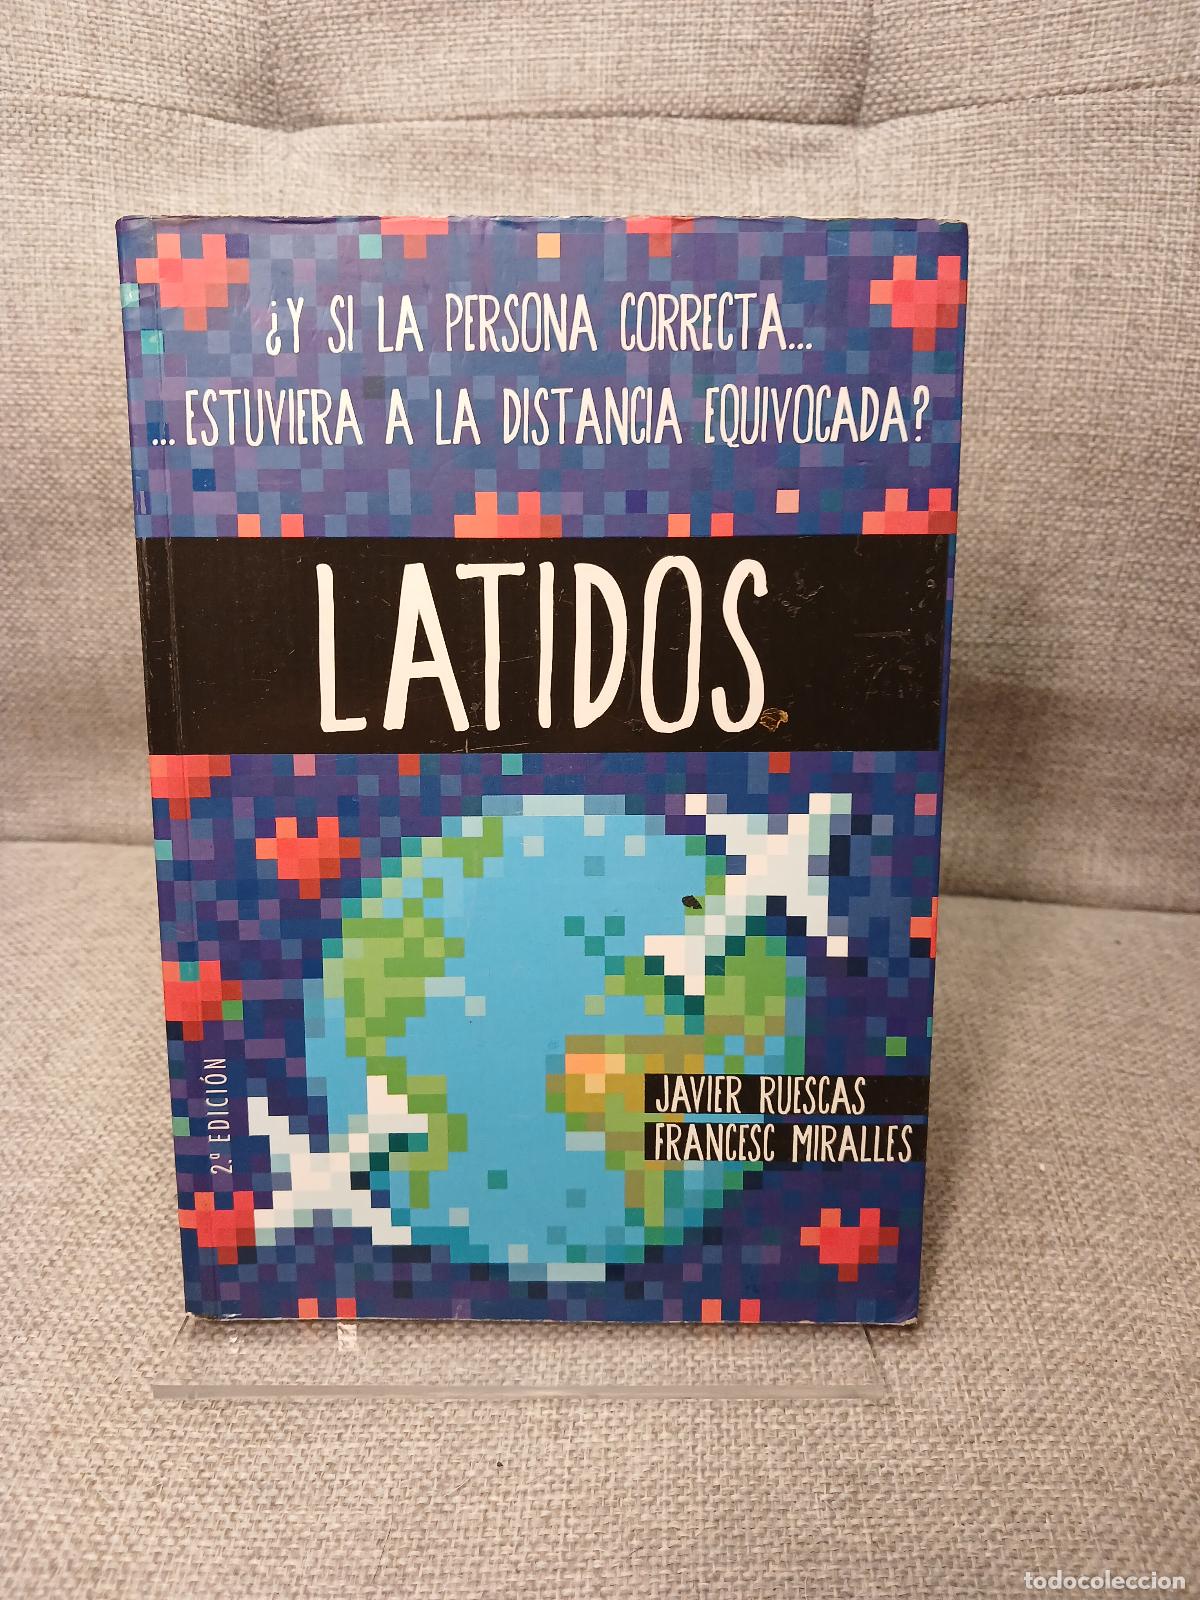 ¿Y SI LA PERSONA CORRECTA...
...ESTUVIERA A LA DISTANCIA EQUIVOCADA?
LATIDOS
JAVIER RUESCAS
FRANCESC MIRALLES
2.ª EDICIÓN
todocoleccion